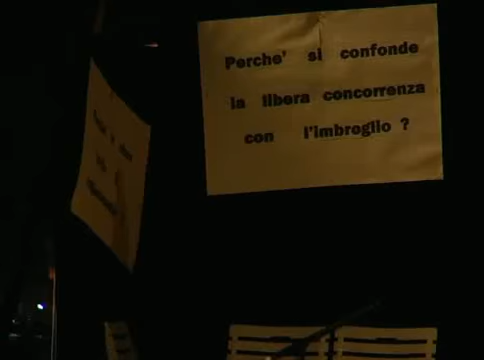 Perche' si confonde
la libera concorrenza
con l'imbroglio ?